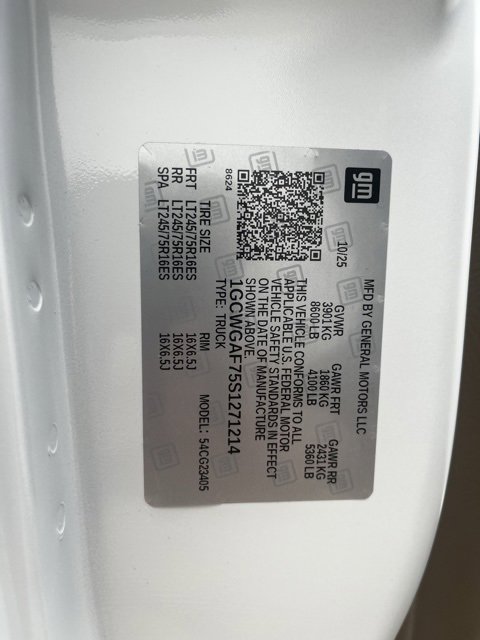 gm
MFD BY GENERAL MOTORS LLC
10/25
GVWR GAWR FRT GAWR RR
3901 KG 1860 KG 2431 KG
8600 LB 4100 LB 5360 LB
THIS VEHICLE CONFORMS TO ALL
APPLICABLE U.S. FEDERAL MOTOR
VEHICLE SAFETY STANDARDS IN EFFECT
ON THE DATE OF MANUFACTURE
SHOWN ABOVE.
1GCWGAF75S1271214
TYPE: TRUCK MODEL: 54CG23405
8624
TIRE SIZE RIM
FRT LT245/75R16ES 16X6.5J
RR LT245/75R16ES 16X6.5J
SPA LT245/75R16ES 16X6.5J